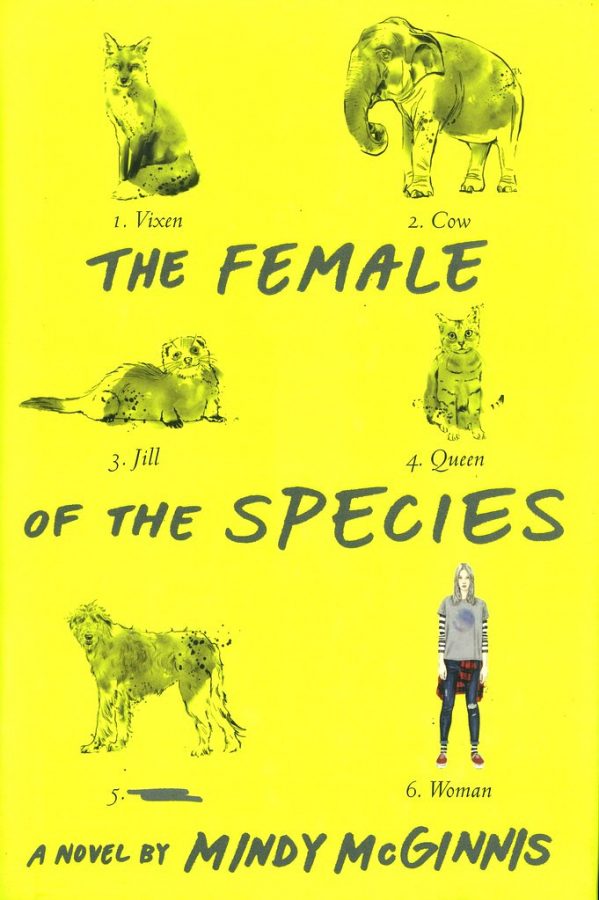 1. Vixen
2. Cow
THE FEMALE
3. Jill
4. Queen
OF THE SPECIES
5.
6. Woman
A NOVEL BY MINDY McGINNIS